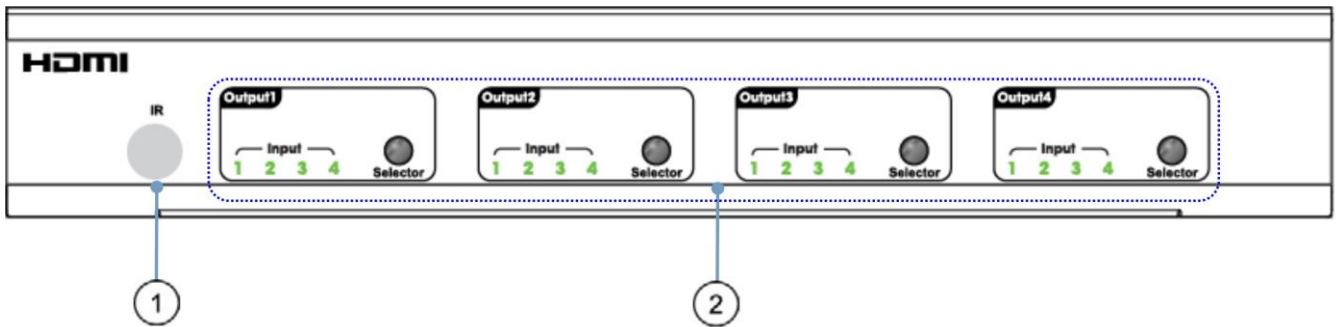 HDMI
IR
Output1
Input
1 2 3 4
Selector
Output2
Input
1 2 3 4
Selector
Output3
Input
1 2 3 4
Selector
Output4
Input
1 2 3 4
Selector
1
2